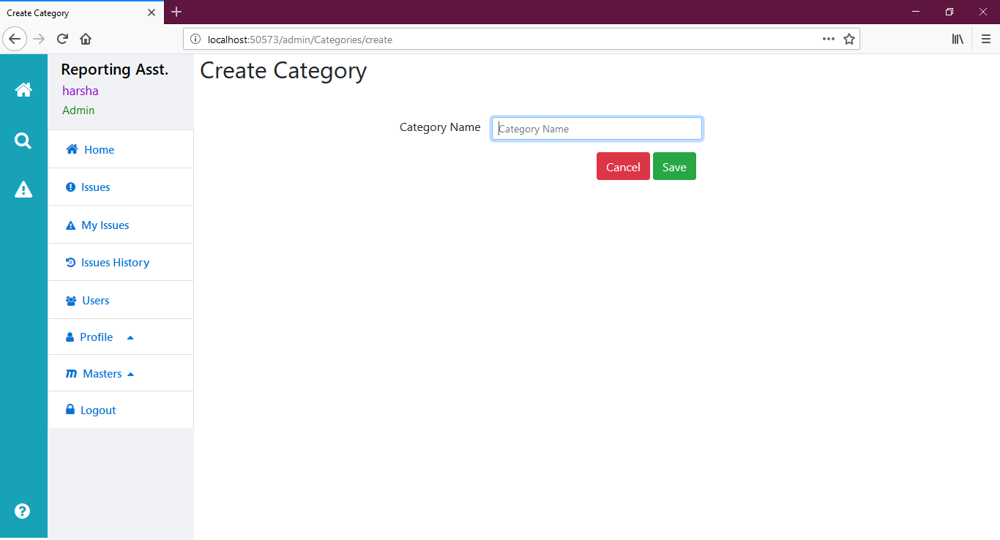 Create Category
localhost:50573/admin/Categories/create
Reporting Asst.
harsha
Admin
Home
Issues
My Issues
Issues History
Users
Profile
Masters
Logout
Create Category
Category Name
Category Name
Cancel Save